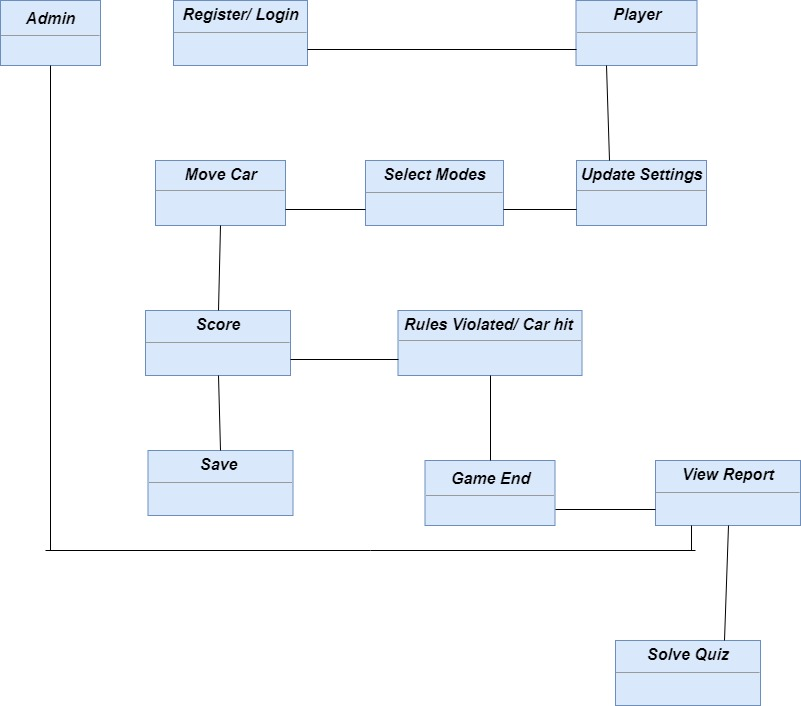 Admin
Register/ Login
Player
Move Car
Select Modes
Update Settings
Score
Rules Violated/ Car hit
Save
Game End
View Report
Solve Quiz